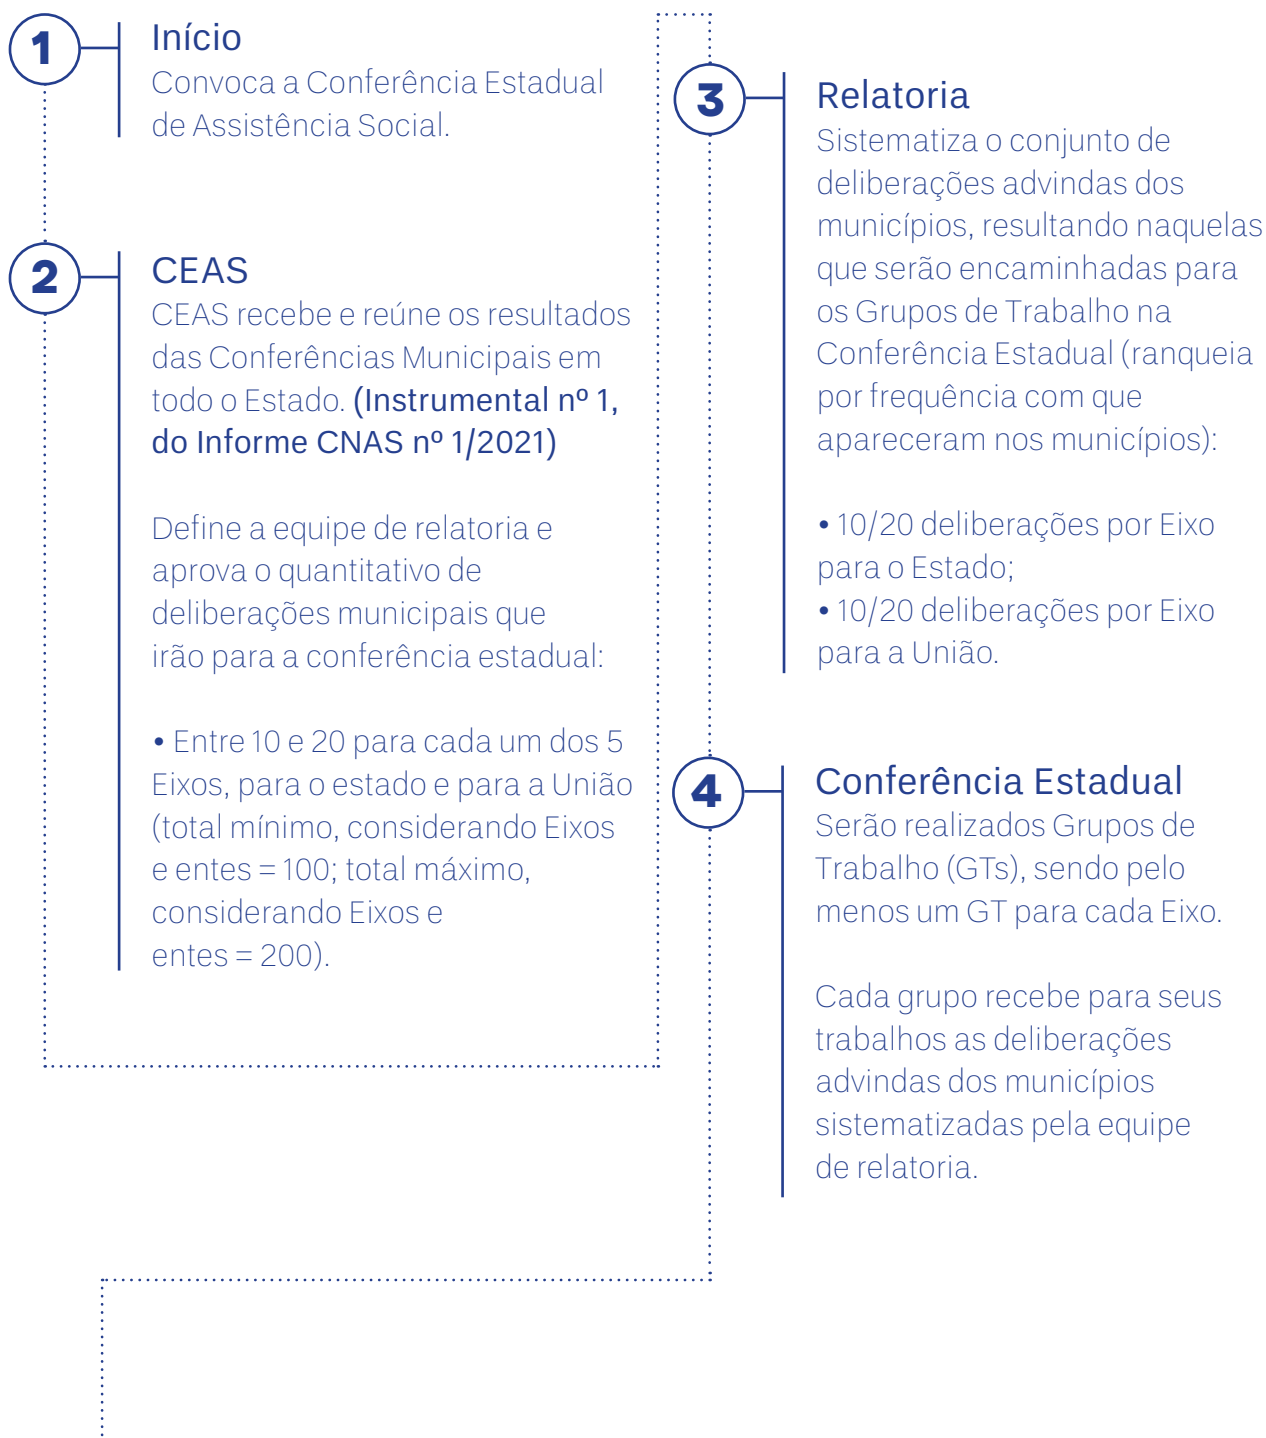 1
Início
Convoca a Conferência Estadual
de Assistência Social.
2
CEAS
CEAS recebe e reúne os resultados
das Conferências Municipais em
todo o Estado. (Instrumental nº 1,
do Informe CNAS nº 1/2021)
Define a equipe de relatoria e
aprova o quantitativo de
deliberações municipais que
irão para a conferência estadual:
• Entre 10 e 20 para cada um dos 5
Eixos, para o estado e para a União
(total mínimo, considerando Eixos
e entes = 100; total máximo,
considerando Eixos e
entes = 200).
3
Relatoria
Sistematiza o conjunto de
deliberações advindas dos
municípios, resultando naquelas
que serão encaminhadas para
os Grupos de Trabalho na
Conferência Estadual (ranqueia
por frequência com que
apareceram nos municípios):
• 10/20 deliberações por Eixo
para o Estado;
• 10/20 deliberações por Eixo
para a União.
4
Conferência Estadual
Serão realizados Grupos de
Trabalho (GTs), sendo pelo
menos um GT para cada Eixo.
Cada grupo recebe para seus
trabalhos as deliberações
advindas dos municípios
sistematizadas pela equipe
de relatoria.